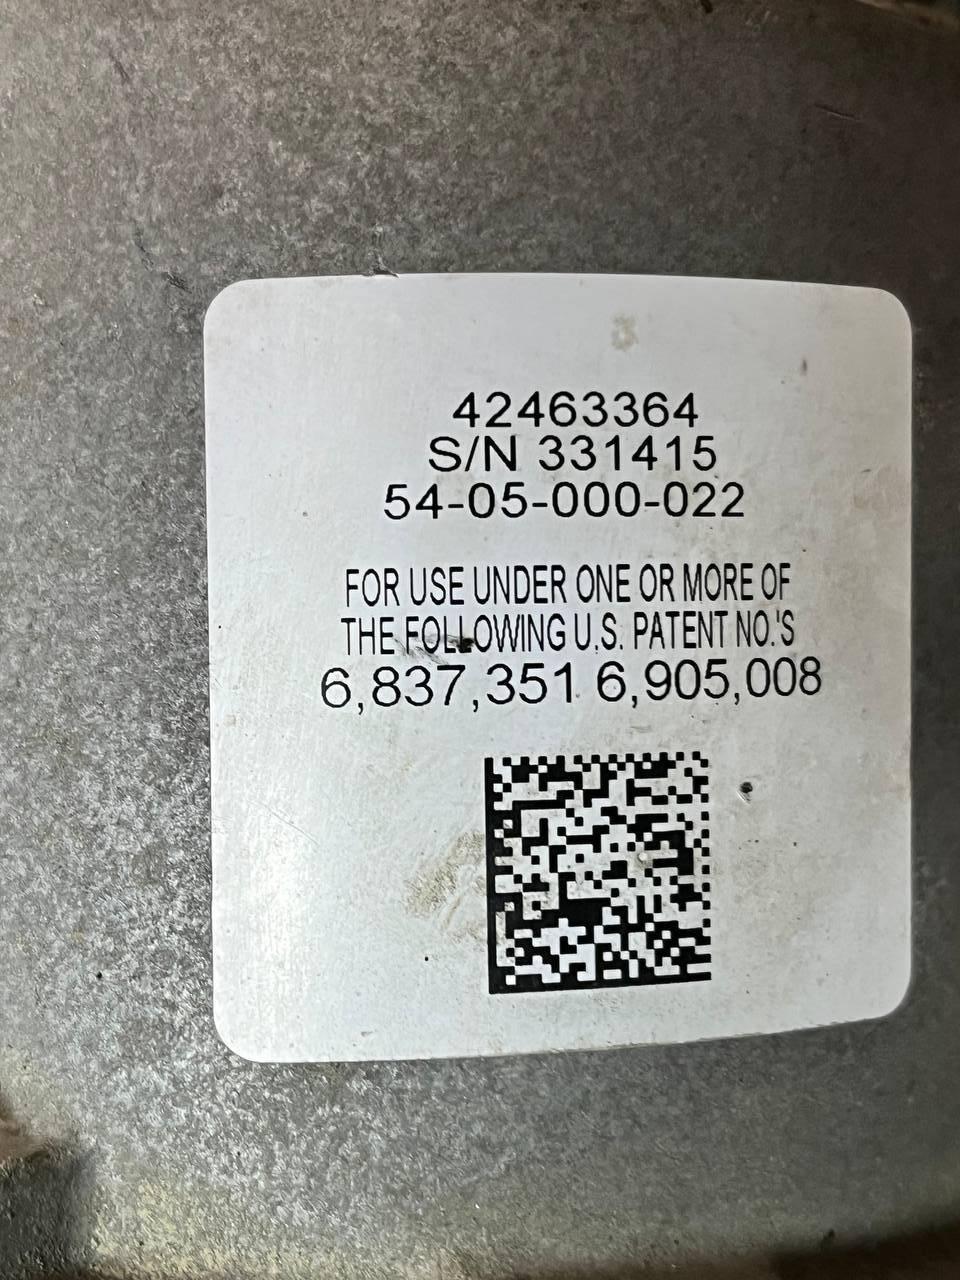 42463364
S/N 331415
54-05-000-022
FOR USE UNDER ONE OR MORE OF
THE FOLLOWING U.S. PATENT NO.'S
6,837,351 6,905,008